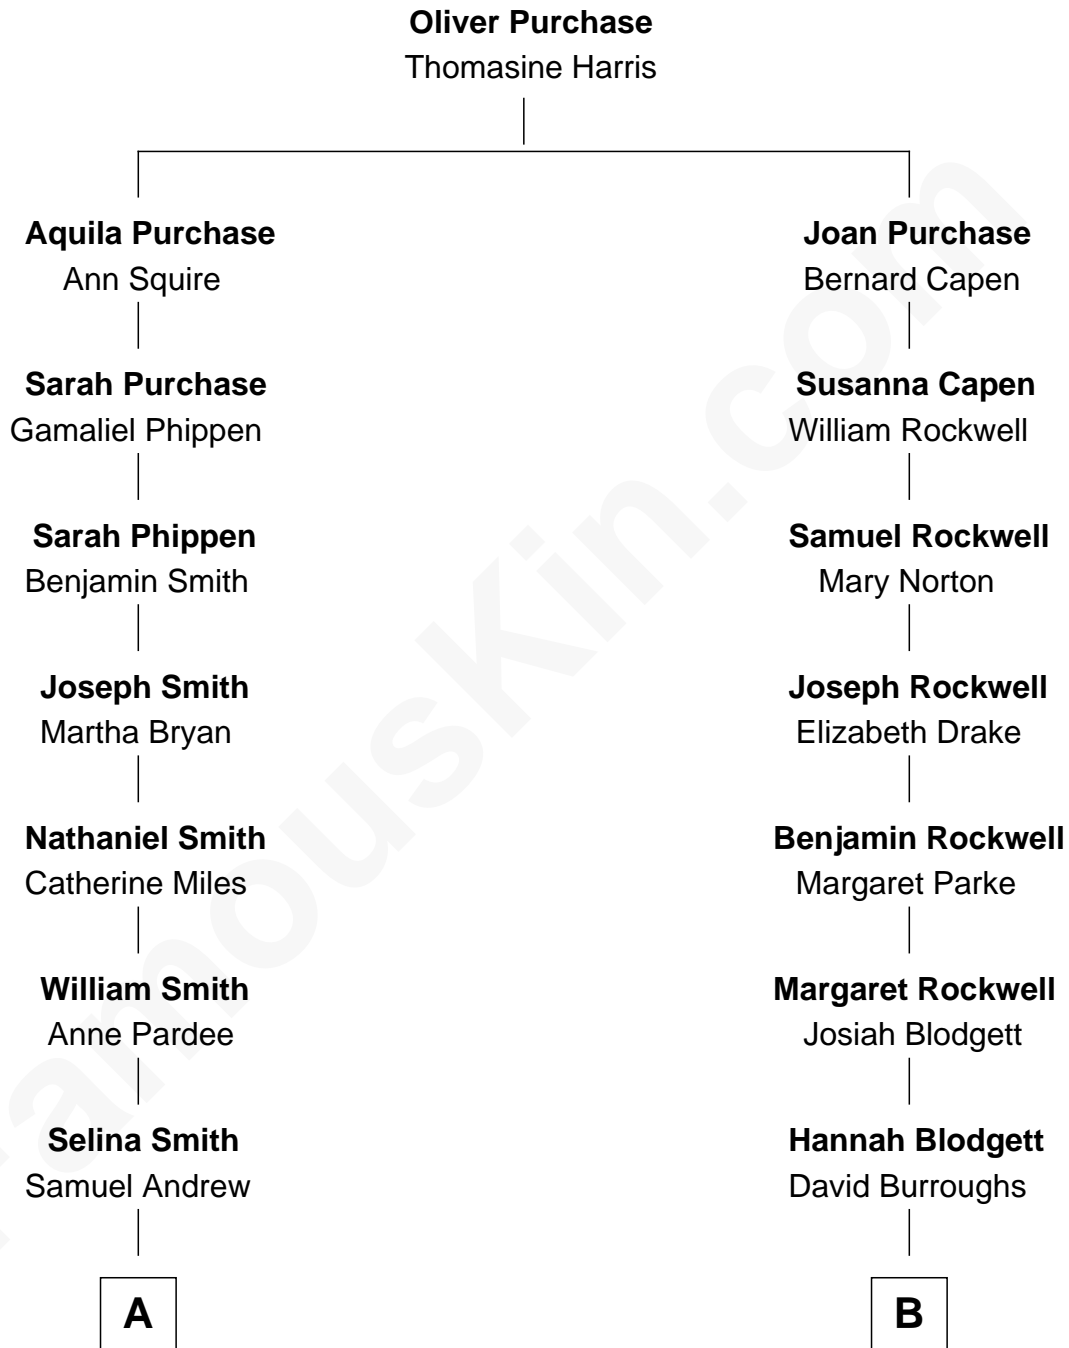 Oliver Purchase
Thomasine Harris
Aquila Purchase
Ann Squire
Sarah Purchase
Gamaliel Phippen
Sarah Phippen
Benjamin Smith
Joseph Smith
Martha Bryan
Nathaniel Smith
Catherine Miles
William Smith
Anne Pardee
Selina Smith
Samuel Andrew
A
Joan Purchase
Bernard Capen
Susanna Capen
William Rockwell
Samuel Rockwell
Mary Norton
Joseph Rockwell
Elizabeth Drake
Benjamin Rockwell
Margaret Parke
Margaret Rockwell
Josiah Blodgett
Hannah Blodgett
David Burroughs
B
FamousKin.com